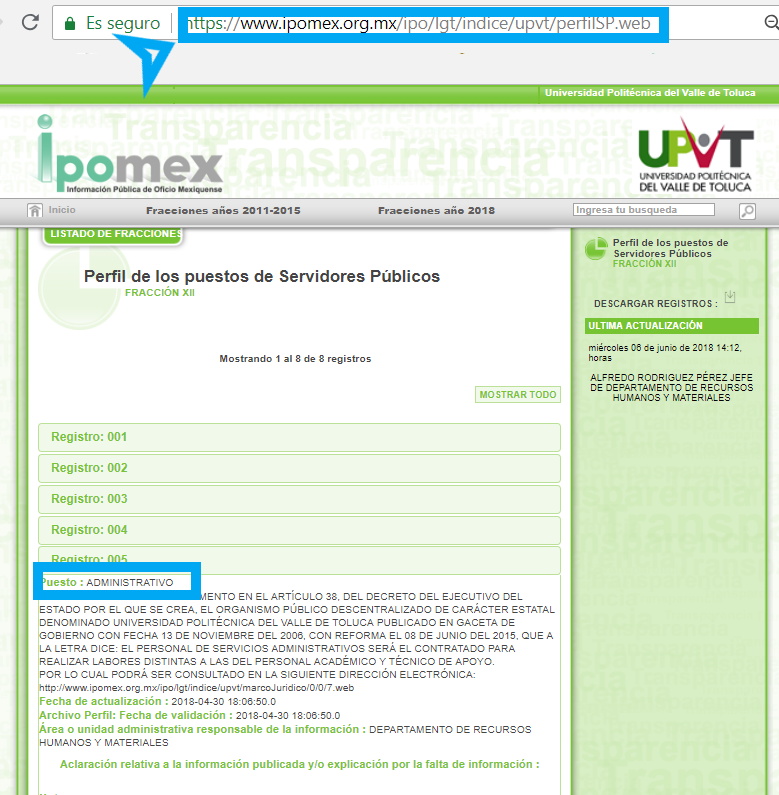 Es seguro
https://www.ipomex.org.mx/ipo/lgt/indice/upvt/perfilSP.web
Universidad Politécnica del Valle de Toluca
ipomex
Información Pública de Oficio Mexiquense
Transparencia
UPVT
UNIVERSIDAD POLITÉCNICA
DEL VALLE DE TOLUCA
Inicio
Fracciones años 2011-2015
Fracciones año 2018
Ingresa tu busqueda
LISTADO DE FRACCIONES
Perfil de los puestos de Servidores Públicos
FRACCIÓN XII
Mostrando 1 al 8 de 8 registros
MOSTRAR TODO
Registro: 001
Registro: 002
Registro: 003
Registro: 004
Registro: 005
Puesto : ADMINISTRATIVO
MENTO EN EL ARTÍCULO 38, DEL DECRETO DEL EJECUTIVO DEL
ESTADO POR EL QUE SE CREA, EL ORGANISMO PÚBLICO DESCENTRALIZADO DE CARÁCTER ESTATAL
DENOMINADO UNIVERSIDAD POLITÉCNICA DEL VALLE DE TOLUCA PUBLICADO EN GACETA DE
GOBIERNO CON FECHA 13 DE NOVIEMBRE DEL 2006, CON REFORMA EL 08 DE JUNIO DEL 2015, QUE A
LA LETRA DICE: EL PERSONAL DE SERVICIOS ADMINISTRATIVOS SERÁ EL CONTRATADO PARA
REALIZAR LABORES DISTINTAS A LAS DEL PERSONAL ACADÉMICO Y TÉCNICO DE APOYO.
POR LO CUAL PODRÁ SER CONSULTADO EN LA SIGUIENTE DIRECCIÓN ELECTRÓNICA:
http://www.ipomex.org.mx/ipo/lgt/indice/upvt/marcoJuridico/0/0/7.web
Fecha de actualización : 2018-04-30 18:06:50.0
Archivo Perfil: Fecha de validación : 2018-04-30 18:06:50.0
Área o unidad administrativa responsable de la información : DEPARTAMENTO DE RECURSOS
HUMANOS Y MATERIALES
Aclaración relativa a la información publicada y/o explicación por la falta de información :
Perfil de los puestos de
Servidores Públicos
FRACCIÓN XII
DESCARGAR REGISTROS :
ULTIMA ACTUALIZACIÓN
miércoles 06 de junio de 2018 14:12,
horas
ALFREDO RODRIGUEZ PÉREZ JEFE
DE DEPARTAMENTO DE RECURSOS
HUMANOS Y MATERIALES